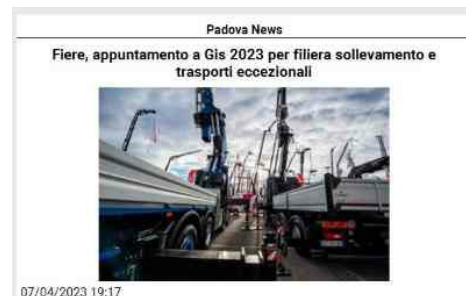 Padova News
Fiere, appuntamento a Gis 2023 per filiera sollevamento e
trasporti eccezionali
07/04/2023 19:17